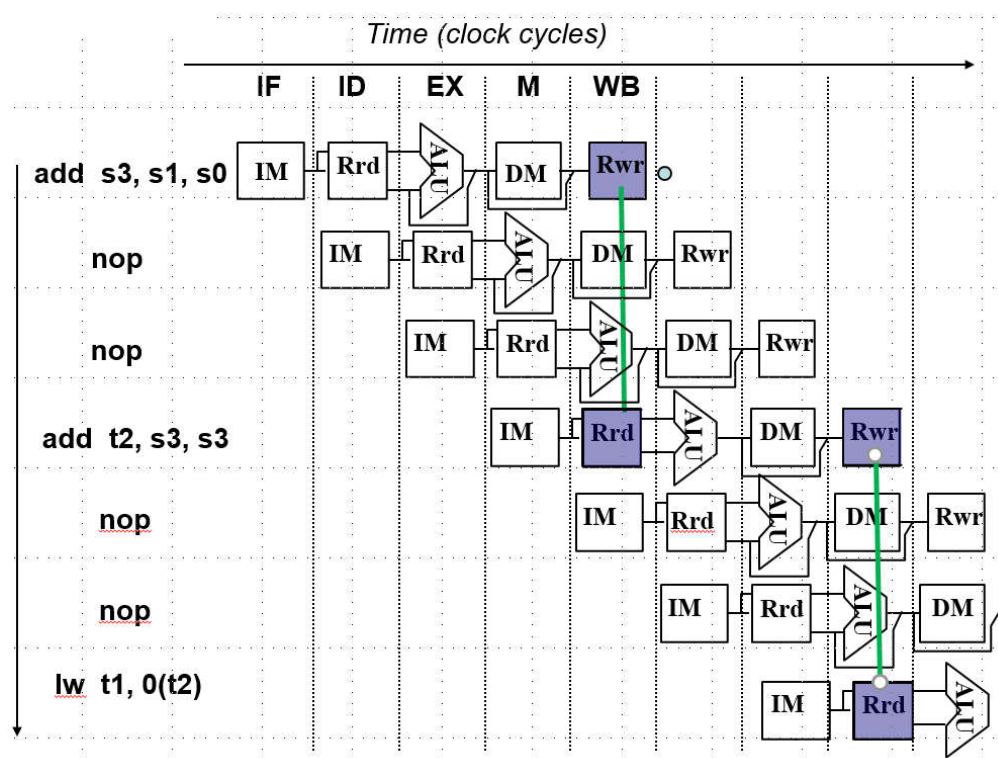 Time (clock cycles)
IF ID EX M WB
add s3, s1, s0 IM Rrd ALU DM Rwr
nop IM Rrd ALU DM Rwr
nop IM Rrd ALU DM Rwr
add t2, s3, s3 IM Rrd ALU DM Rwr
nop IM Rrd ALU DM Rwr
nop IM Rrd ALU DM
lw t1, 0(t2) IM Rrd ALU